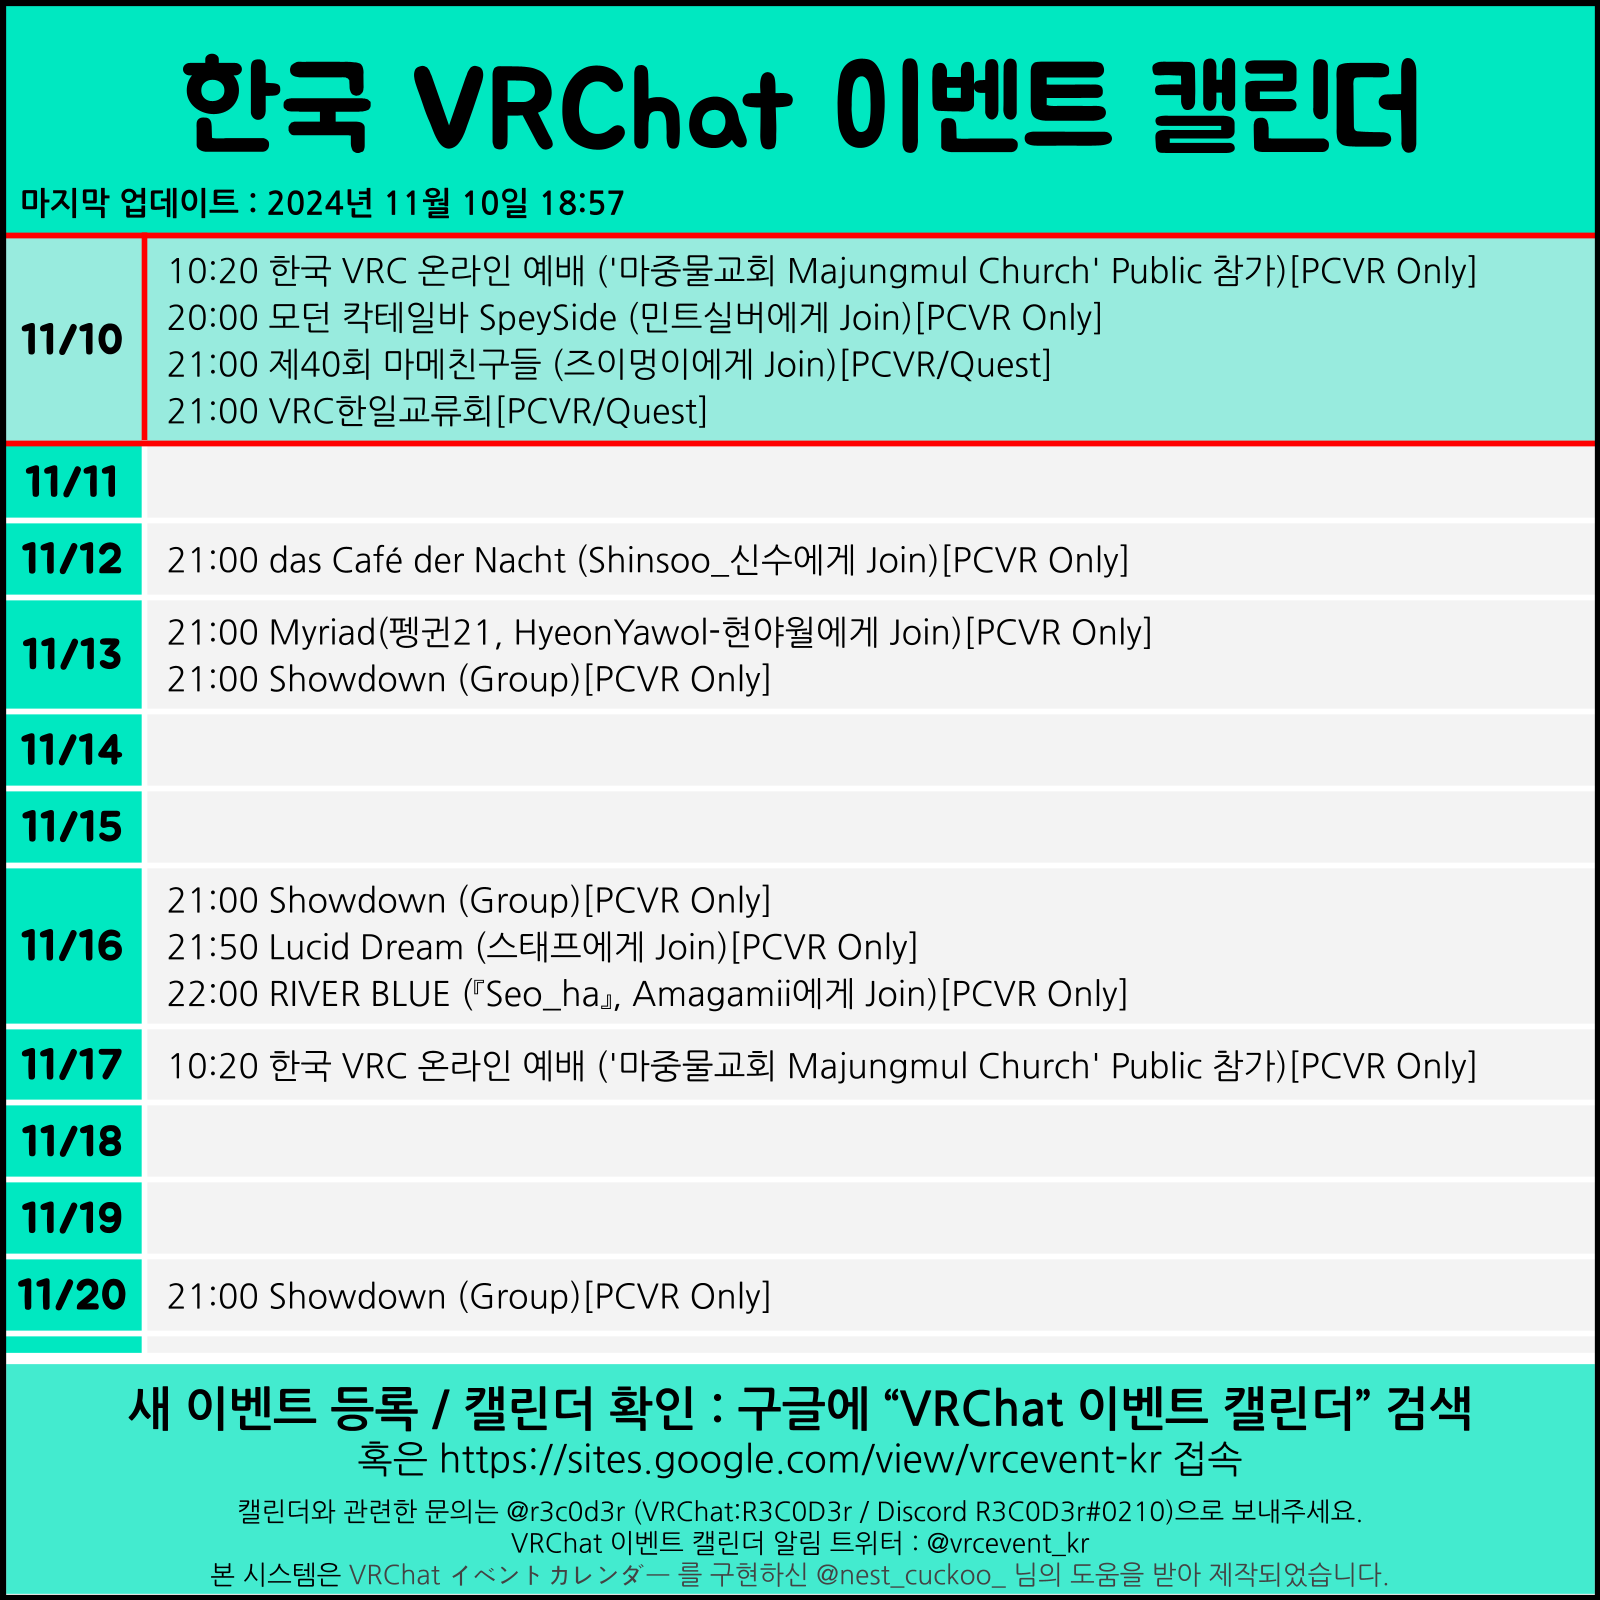 한국 VRChat 이벤트 캘린더
마지막 업데이트 : 2024년 11월 10일 18:57
11/10
10:20 한국 VRC 온라인 예배 ('마중물교회 Majungmul Church' Public 참가)[PCVR Only]
20:00 모던 칵테일바 SpeySide (민트실버에게 Join)[PCVR Only]
21:00 제40회 마메친구들 (즈이멍이에게 Join)[PCVR/Quest]
21:00 VRC한일교류회[PCVR/Quest]
11/11
11/12
21:00 das Café der Nacht (Shinsoo_신수에게 Join)[PCVR Only]
11/13
21:00 Myriad(펭귄21, HyeonYawol-현야월에게 Join)[PCVR Only]
21:00 Showdown (Group)[PCVR Only]
11/14
11/15
11/16
21:00 Showdown (Group)[PCVR Only]
21:50 Lucid Dream (스태프에게 Join)[PCVR Only]
22:00 RIVER BLUE (『Seo_ha』, Amagamii에게 Join)[PCVR Only]
11/17
10:20 한국 VRC 온라인 예배 ('마중물교회 Majungmul Church' Public 참가)[PCVR Only]
11/18
11/19
11/20
21:00 Showdown (Group)[PCVR Only]
새 이벤트 등록 / 캘린더 확인 : 구글에 “VRChat 이벤트 캘린더” 검색
혹은 https://sites.google.com/view/vrcevent-kr 접속
캘린더와 관련한 문의는 @r3c0d3r (VRChat:R3C0D3r / Discord R3C0D3r#0210)으로 보내주세요.
VRChat 이벤트 캘린더 알림 트위터 : @vrcevent_kr
본 시스템은 VRChat イベントカレンダー 를 구현하신 @nest_cuckoo_ 님의 도움을 받아 제작되었습니다.